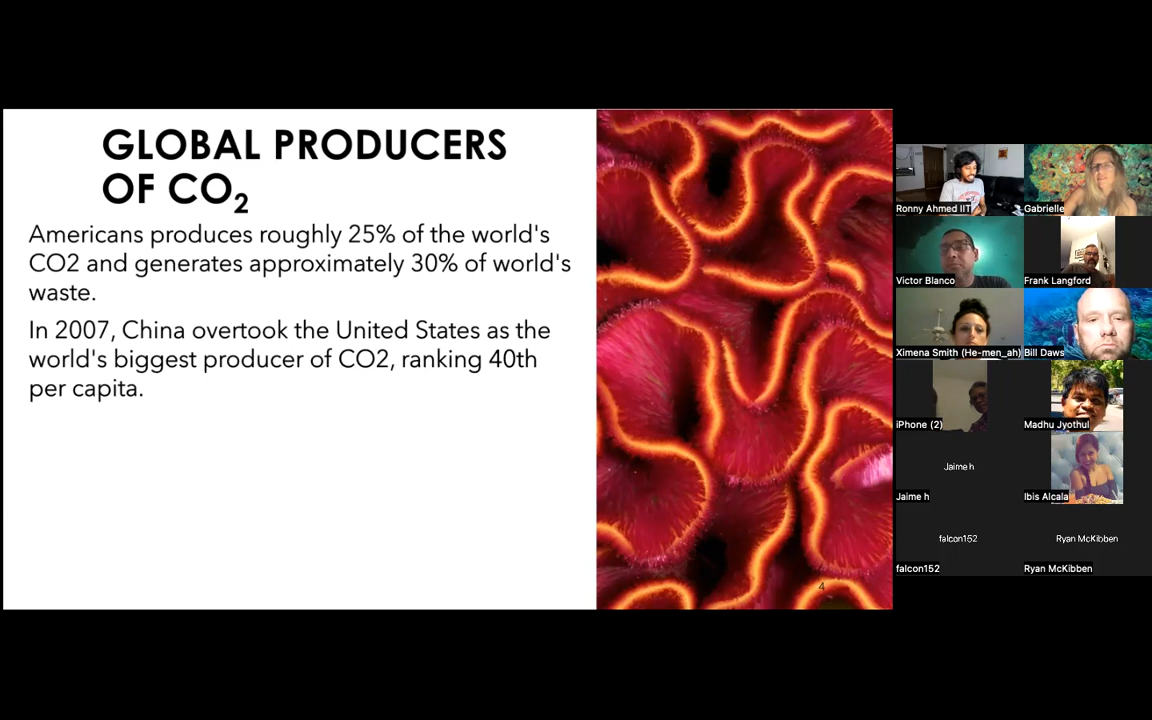 GLOBAL PRODUCERS
OF CO₂
Americans produces roughly 25% of the world's
CO2 and generates approximately 30% of world's
waste.
In 2007, China overtook the United States as the
world's biggest producer of CO2, ranking 40th
per capita.
4
Ronny Ahmed IIT
Gabrielle
Victor Blanco
Frank Langford
Ximena Smith (He-men_ah)
Bill Daws
iPhone (2)
Madhu Jyothul
Jaime h
Jaime h
Ibis Alcala
falcon152
Ryan McKibben
falcon152
Ryan McKibben